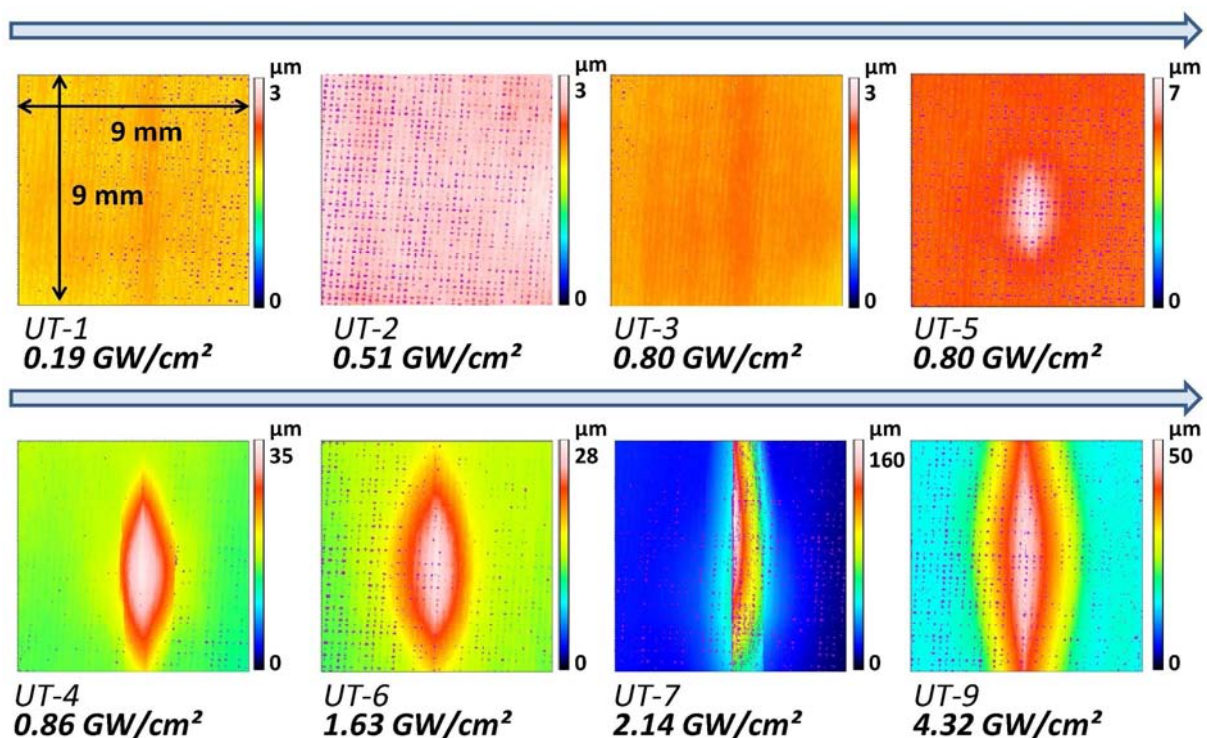 μm μm μm μm
3 3 3 7
9 mm
9 mm
0 0 0 0
UT-1 UT-2 UT-3 UT-5
0.19 GW/cm² 0.51 GW/cm² 0.80 GW/cm² 0.80 GW/cm²
μm μm μm μm
35 28 160 50
0 0 0 0
UT-4 UT-6 UT-7 UT-9
0.86 GW/cm² 1.63 GW/cm² 2.14 GW/cm² 4.32 GW/cm²